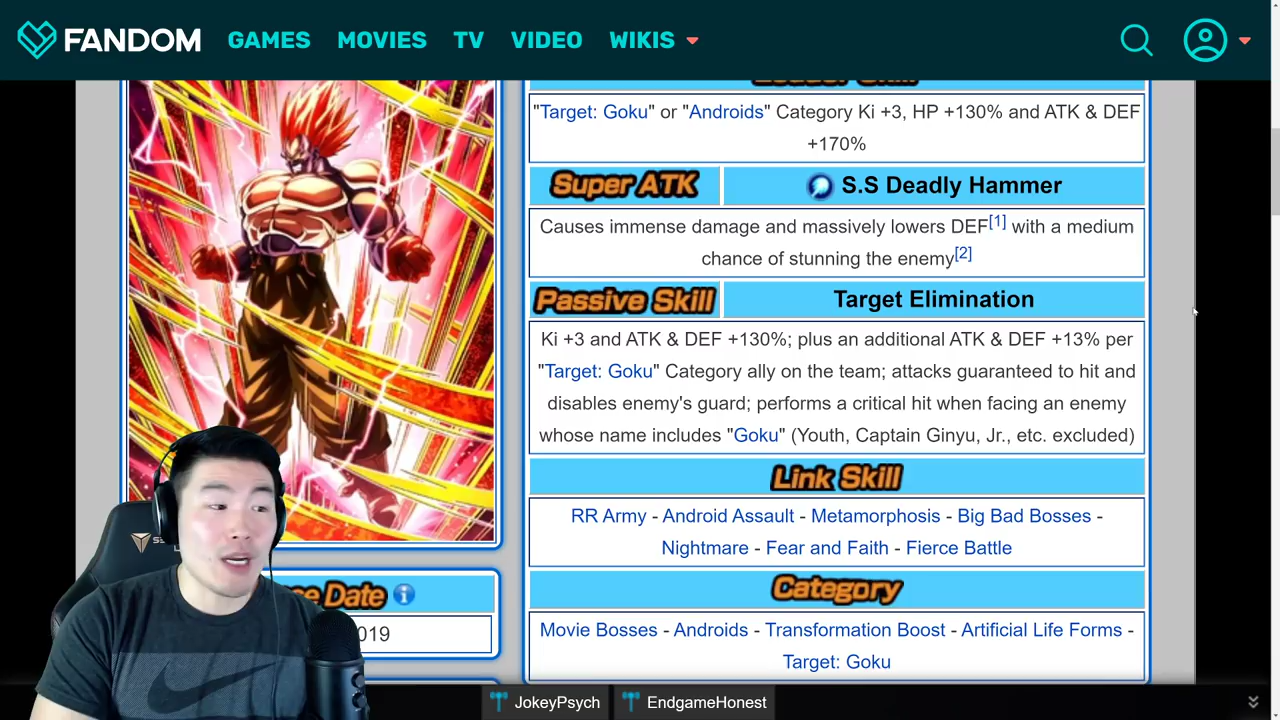 FANDOM GAMES MOVIES TV VIDEO WIKIS
Leader Skill
"Target: Goku" or "Androids" Category Ki +3, HP +130% and ATK & DEF
+170%
Super ATK S.S Deadly Hammer
Causes immense damage and massively lowers DEF[1] with a medium
chance of stunning the enemy[2]
Passive Skill Target Elimination
Ki +3 and ATK & DEF +130%; plus an additional ATK & DEF +13% per
"Target: Goku" Category ally on the team; attacks guaranteed to hit and
disables enemy's guard; performs a critical hit when facing an enemy
whose name includes "Goku" (Youth, Captain Ginyu, Jr., etc. excluded)
Link Skill
RR Army - Android Assault - Metamorphosis - Big Bad Bosses -
Nightmare - Fear and Faith - Fierce Battle
Date
Category
019
Movie Bosses - Androids - Transformation Boost - Artificial Life Forms -
Target: Goku
JokeyPsych EndgameHonest